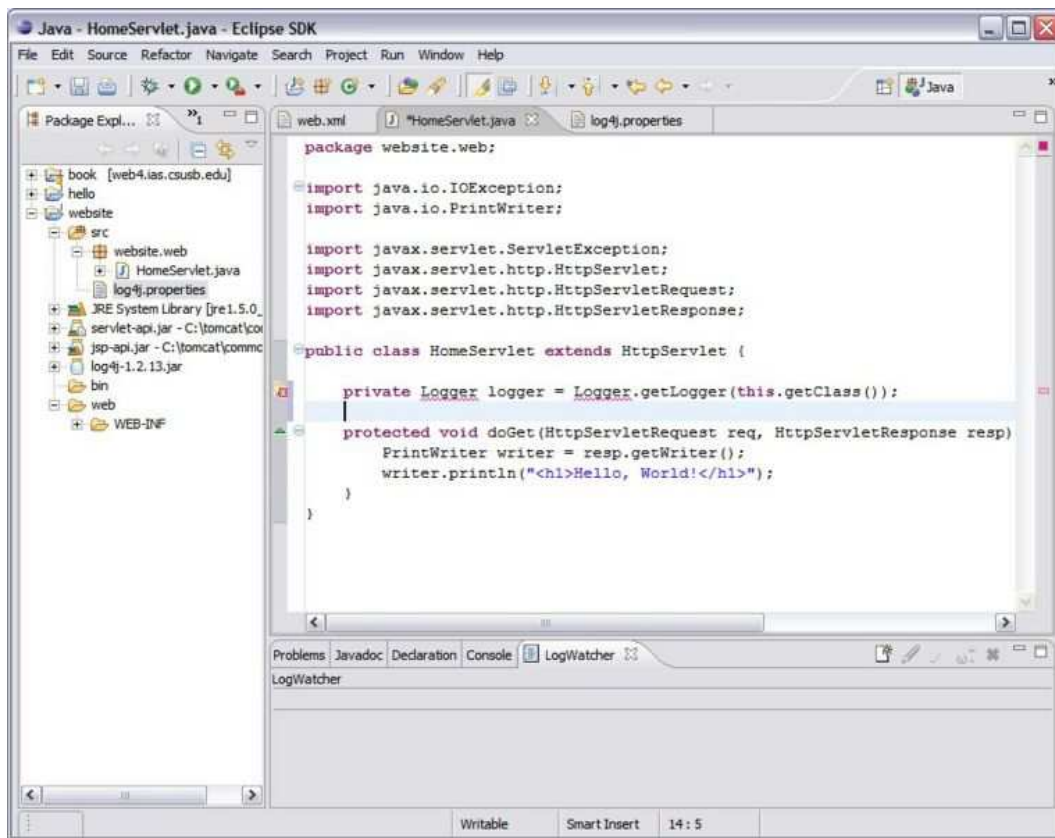 Java - HomeServlet.java - Eclipse SDK
File Edit Source Refactor Navigate Search Project Run Window Help
Java
Package Expl...
web.xml
*HomeServlet.java
log4j.properties
book [web4.ias.csusb.edu]
hello
website
src
website.web
HomeServlet.java
log4j.properties
JRE System Library [jre1.5.0_
servlet-api.jar - C:\tomcat\co
jsp-api.jar - C:\tomcat\commc
log4j-1.2.13.jar
bin
web
WEB-INF
package website.web;
import java.io.IOException;
import java.io.PrintWriter;
import javax.servlet.ServletException;
import javax.servlet.http.HttpServlet;
import javax.servlet.http.HttpServletRequest;
import javax.servlet.http.HttpServletResponse;
public class HomeServlet extends HttpServlet {
private Logger logger = Logger.getLogger(this.getClass());
protected void doGet(HttpServletRequest req, HttpServletResponse resp)
PrintWriter writer = resp.getWriter();
writer.println("<h1>Hello, World!</h1>");
}
}
Problems Javadoc Declaration Console LogWatcher
LogWatcher
Writable Smart Insert 14 : 5